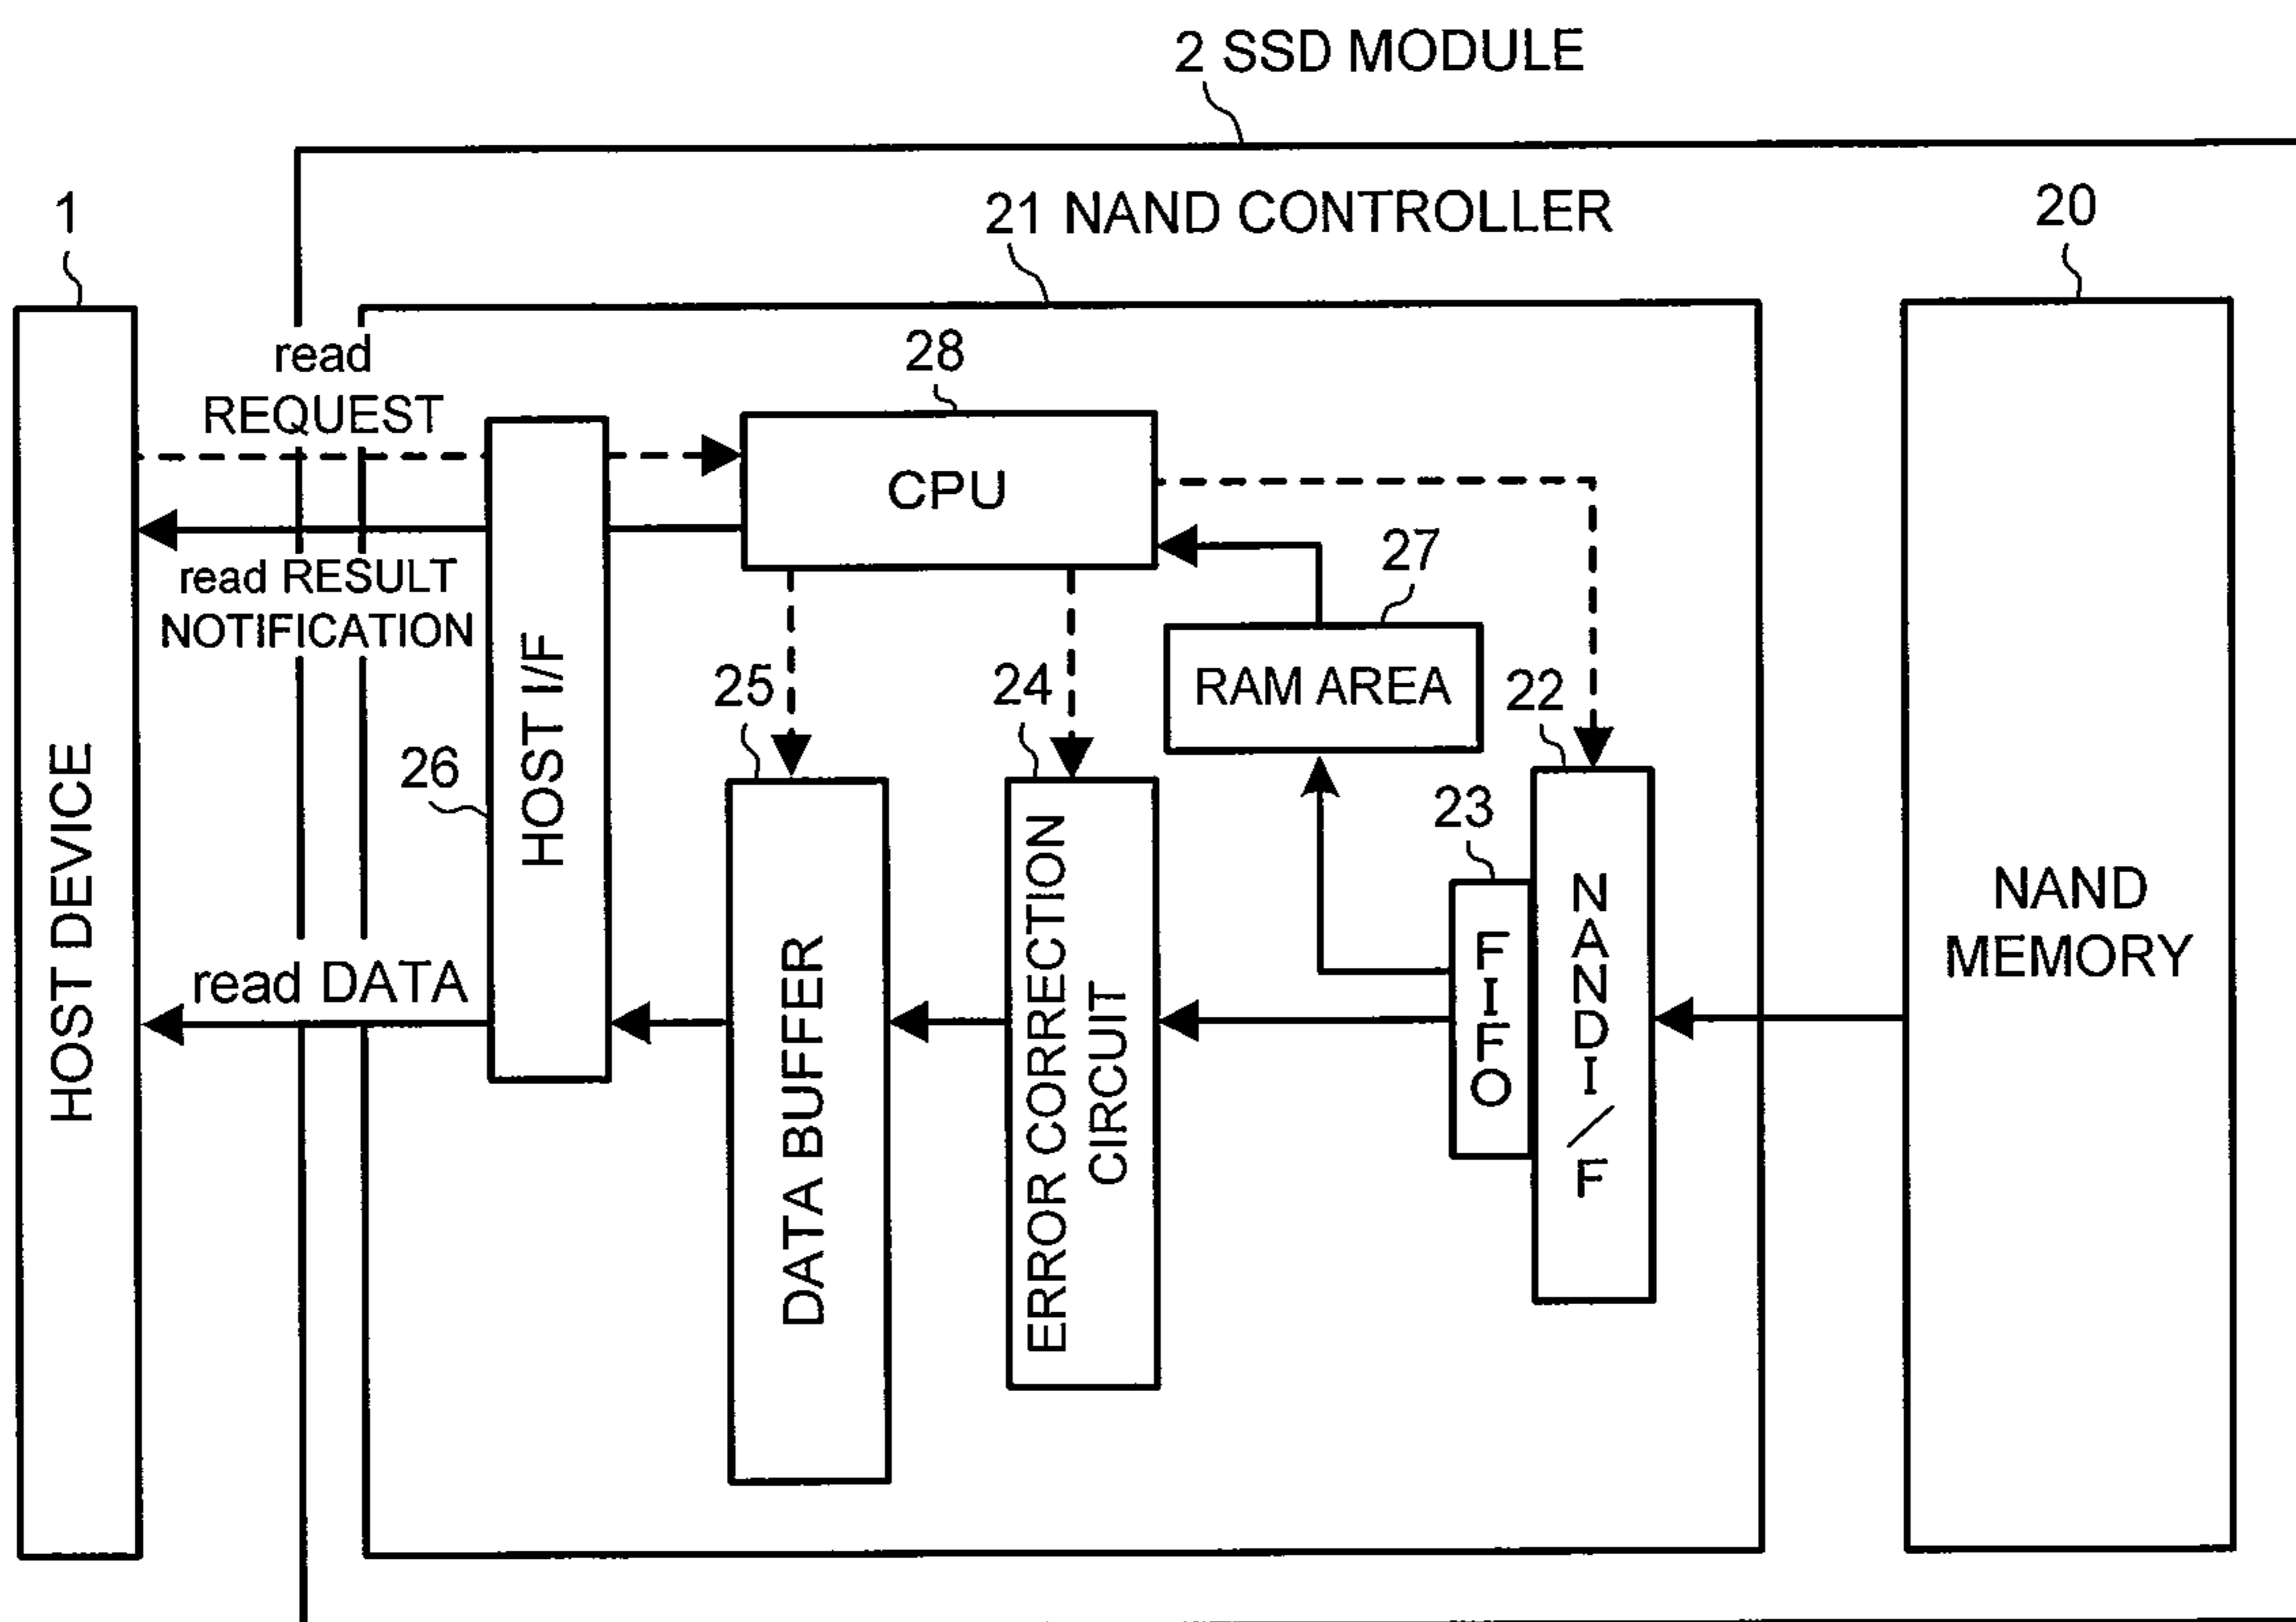 2 SSD MODULE
1
21 NAND CONTROLLER
20
read
REQUEST
28
CPU
read RESULT
NOTIFICATION
27
RAM AREA
HOST I/F
26
25
24
22
23
HOST DEVICE
read DATA
DATA BUFFER
ERROR CORRECTION
CIRCUIT
FIFO
NANDI/F
NAND
MEMORY